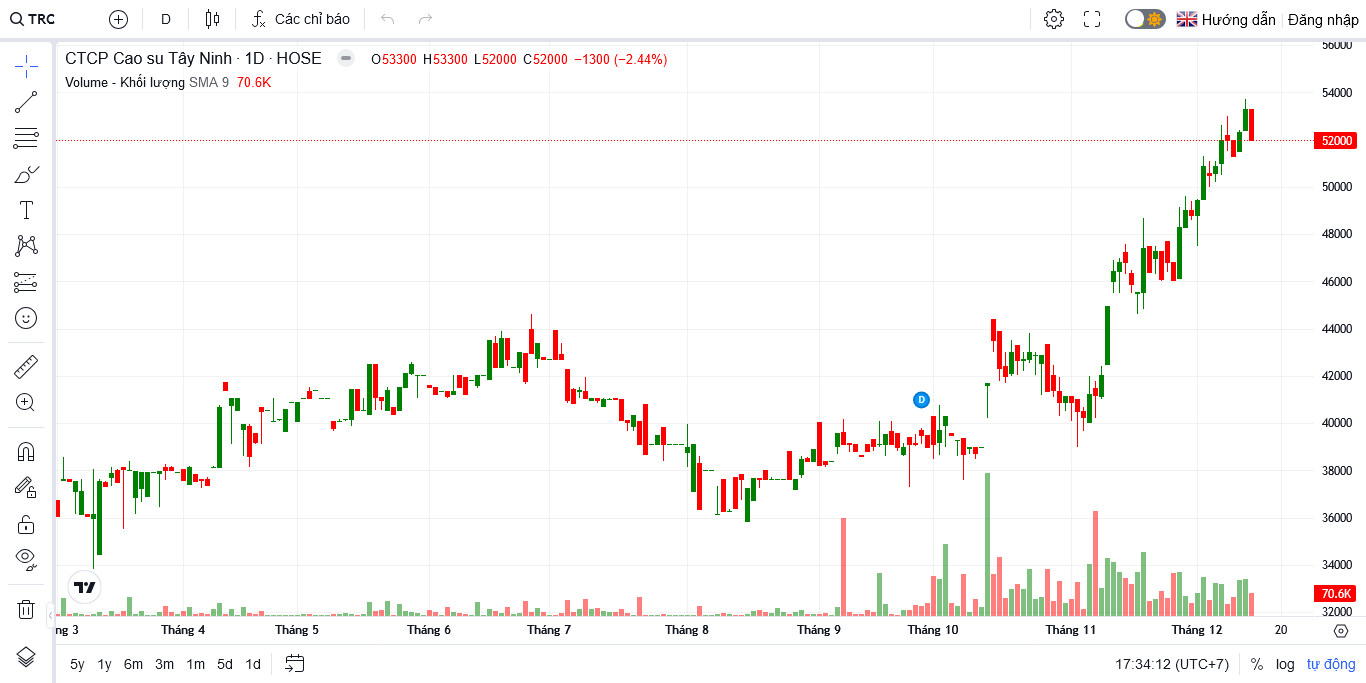 TRC D Các chỉ báo Hướng dẫn Đăng nhập
CTCP Cao su Tây Ninh · 1D · HOSE O53300 H53300 L52000 C52000 −1300 (−2.44%)
Volume - Khối lượng SMA 9 70.6K
56000
54000
52000
50000
48000
46000
44000
42000
40000
38000
36000
34000
70.6K
32000
D
ng 3 Tháng 4 Tháng 5 Tháng 6 Tháng 7 Tháng 8 Tháng 9 Tháng 10 Tháng 11 Tháng 12 20
5y 1y 6m 3m 1m 5d 1d 17:34:12 (UTC+7) % log tự động